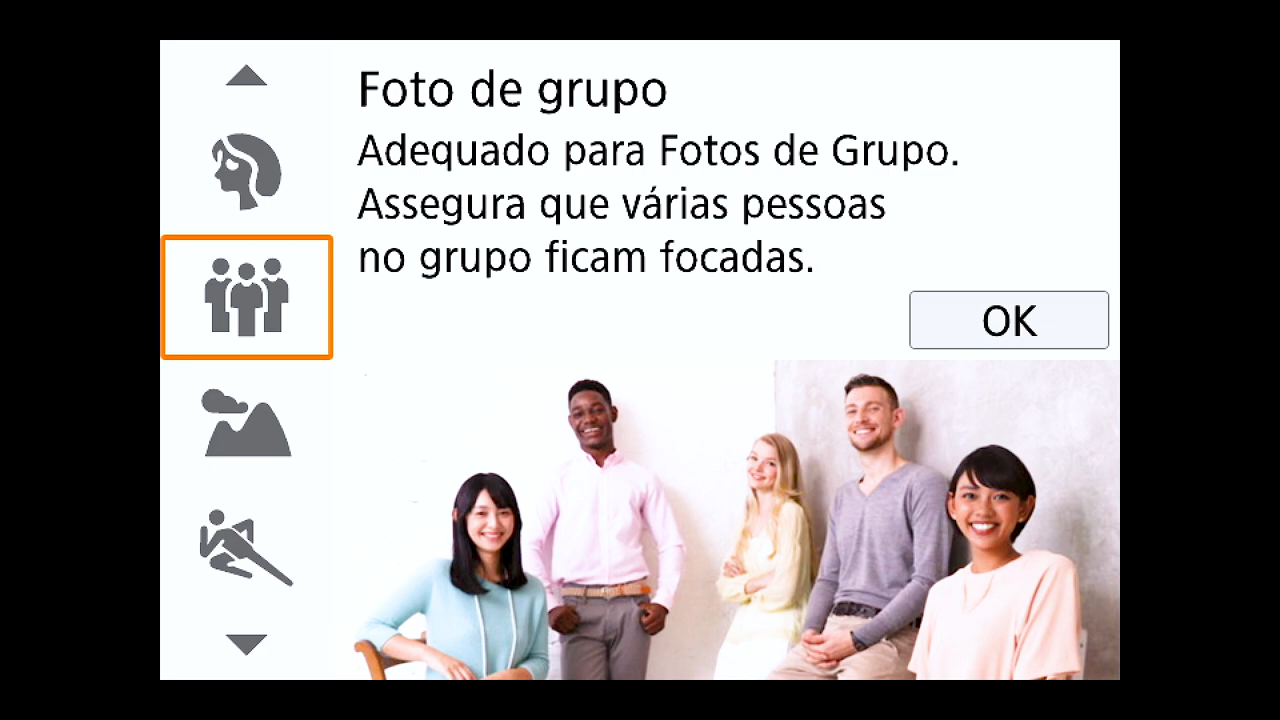 Foto de grupo
Adequado para Fotos de Grupo.
Assegura que várias pessoas
no grupo ficam focadas.
OK